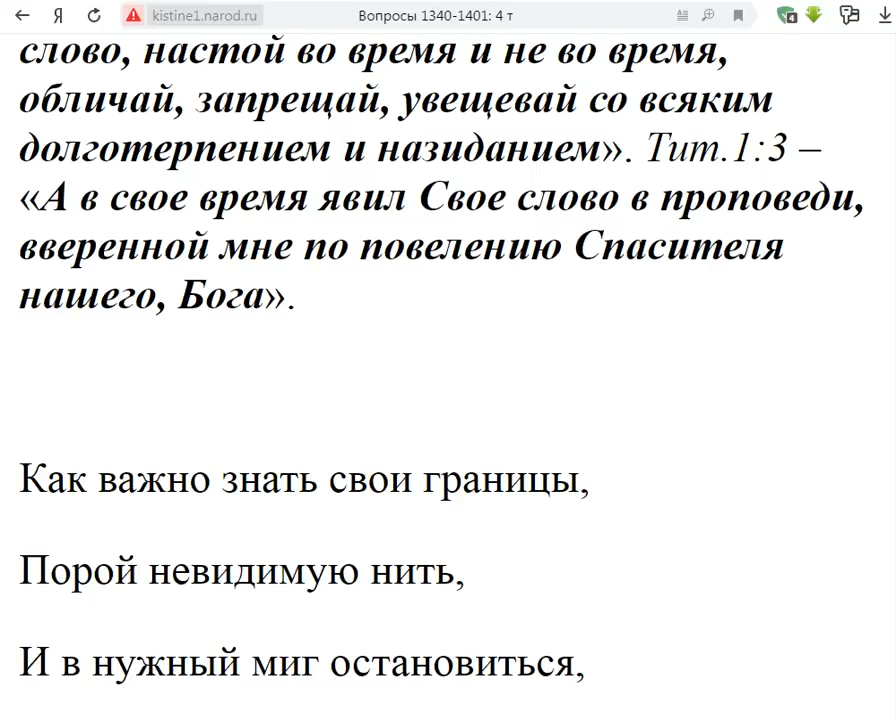 Я kistine1.narod.ru Вопросы 1340-1401: 4 т 4
слово, настой во время и не во время,
обличай, запрещай, увещевай со всяким
долготерпением и назиданием». Тит.1:3 –
«А в свое время явил Свое слово в проповеди,
вверенной мне по повелению Спасителя
нашего, Бога».
Как важно знать свои границы,
Порой невидимую нить,
И в нужный миг остановиться,